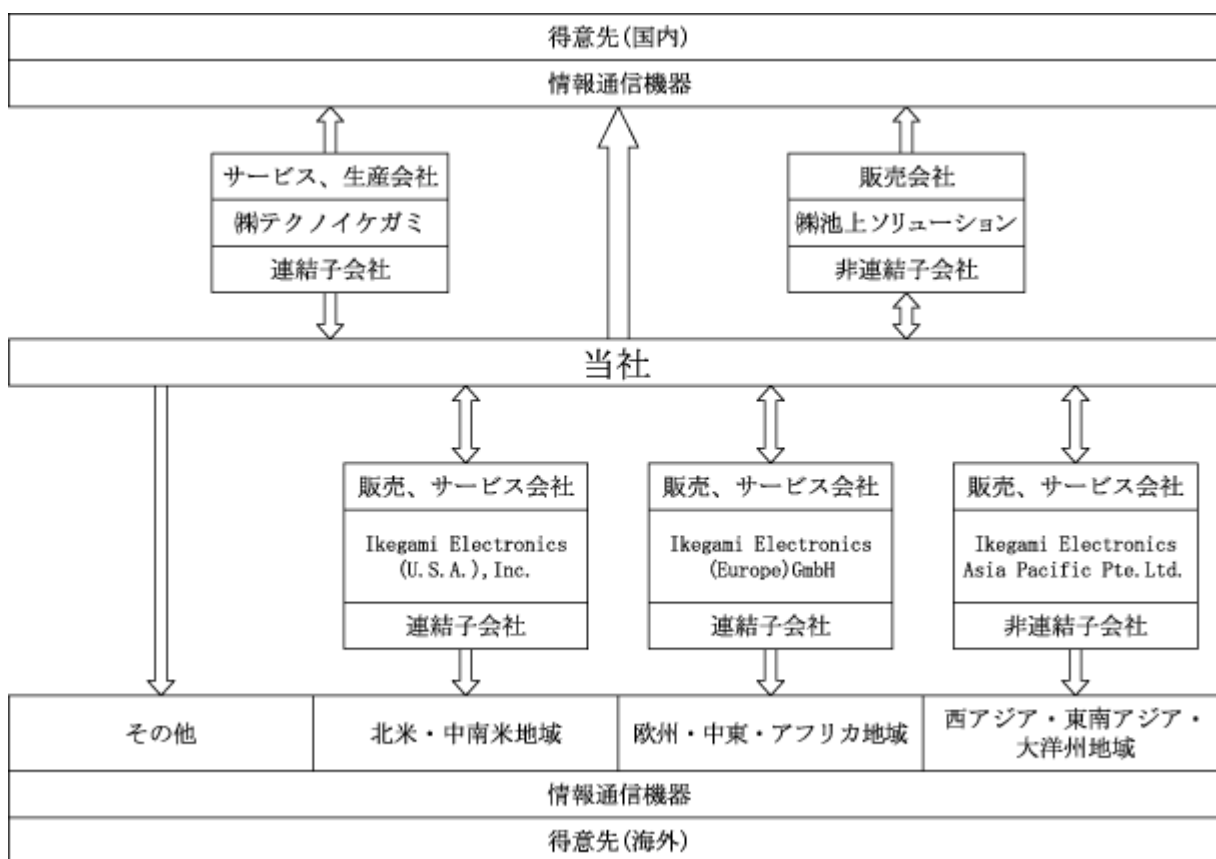 得意先(国内)
情報通信機器
サービス、生産会社
㈱テクノイケガミ
連結子会社
販売会社
㈱池上ソリューション
非連結子会社
当社
販売、サービス会社
Ikegami Electronics
(U.S.A.),Inc.
連結子会社
販売、サービス会社
Ikegami Electronics
(Europe)GmbH
連結子会社
販売、サービス会社
Ikegami Electronics
Asia Pacific Pte.Ltd.
非連結子会社
その他
北米・中南米地域
欧州・中東・アフリカ地域
西アジア・東南アジア・
大洋州地域
情報通信機器
得意先(海外)